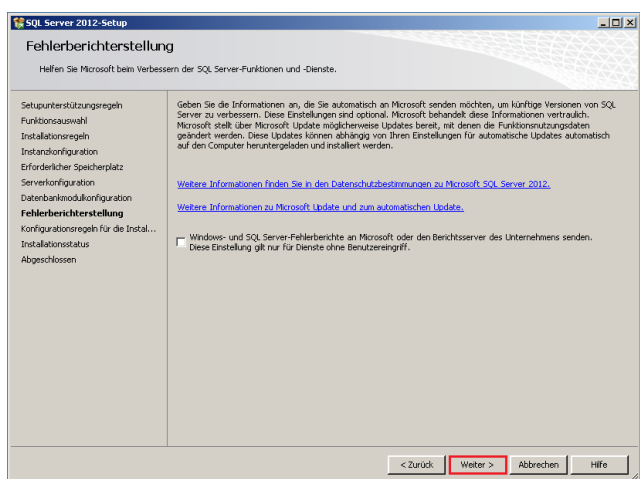 SQL Server 2012-Setup
Fehlerberichterstellung
Helfen Sie Microsoft beim Verbessern der SQL Server-Funktionen und -Dienste.
Setupunterstützungsregeln
Funktionsauswahl
Installationsregeln
Instanzkonfiguration
Erforderlicher Speicherplatz
Serverkonfiguration
Datenbankmodulkonfiguration
Fehlerberichterstellung
Konfigurationsregeln für die Instal...
Installationsstatus
Abgeschlossen
Geben Sie die Informationen an, die Sie automatisch an Microsoft senden möchten, um künftige Versionen von SQL
Server zu verbessern. Diese Einstellungen sind optional. Microsoft behandelt diese Informationen vertraulich.
Microsoft stellt über Microsoft Update möglicherweise Updates bereit, mit denen die Funktionsnutzungsdaten
geändert werden. Diese Updates können abhängig von Ihren Einstellungen für automatische Updates automatisch
auf den Computer heruntergeladen und installiert werden.
Weitere Informationen finden Sie in den Datenschutzbestimmungen zu Microsoft SQL Server 2012.
Weitere Informationen zu Microsoft Update und zum automatischen Update.
Windows- und SQL Server-Fehlerberichte an Microsoft oder den Berichtsserver des Unternehmens senden.
Diese Einstellung gilt nur für Dienste ohne Benutzereingriff.
< Zurück
Weiter >
Abbrechen
Hilfe